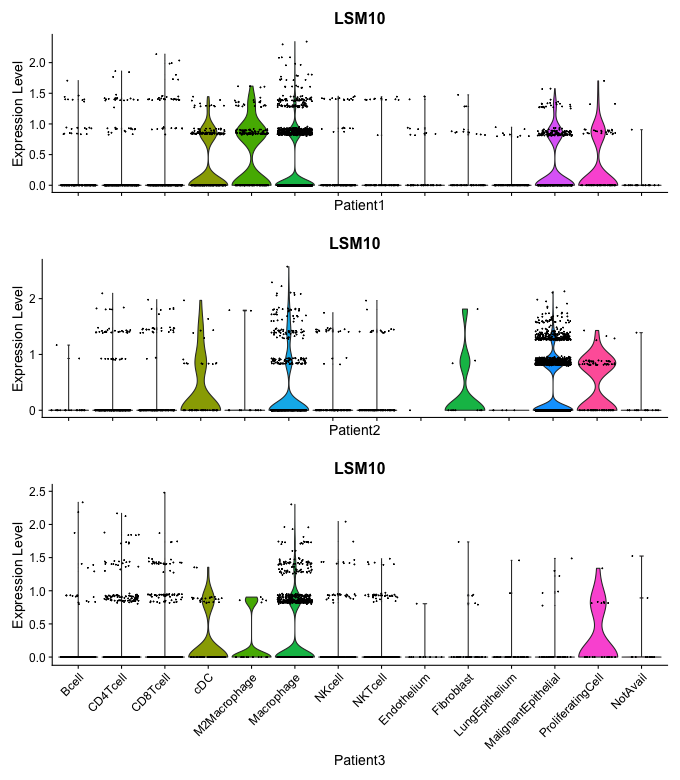 LSM10
Expression Level
2.0
1.5
1.0
0.5
0.0
Patient1
LSM10
Expression Level
2
1
0
Patient2
LSM10
Expression Level
2.5
2.0
1.5
1.0
0.5
0.0
Bcell
CD4Tcell
CD8Tcell
cDC
M2Macrophage
Macrophage
NKcell
NKTcell
Endothelium
Fibroblast
LungEpithelium
MalignantEpithelial
ProliferatingCell
NotAvail
Patient3